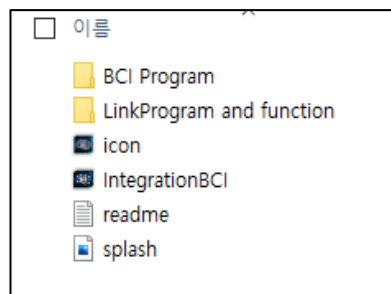 이름
BCI Program
LinkProgram and function
icon
IntegrationBCI
readme
splash